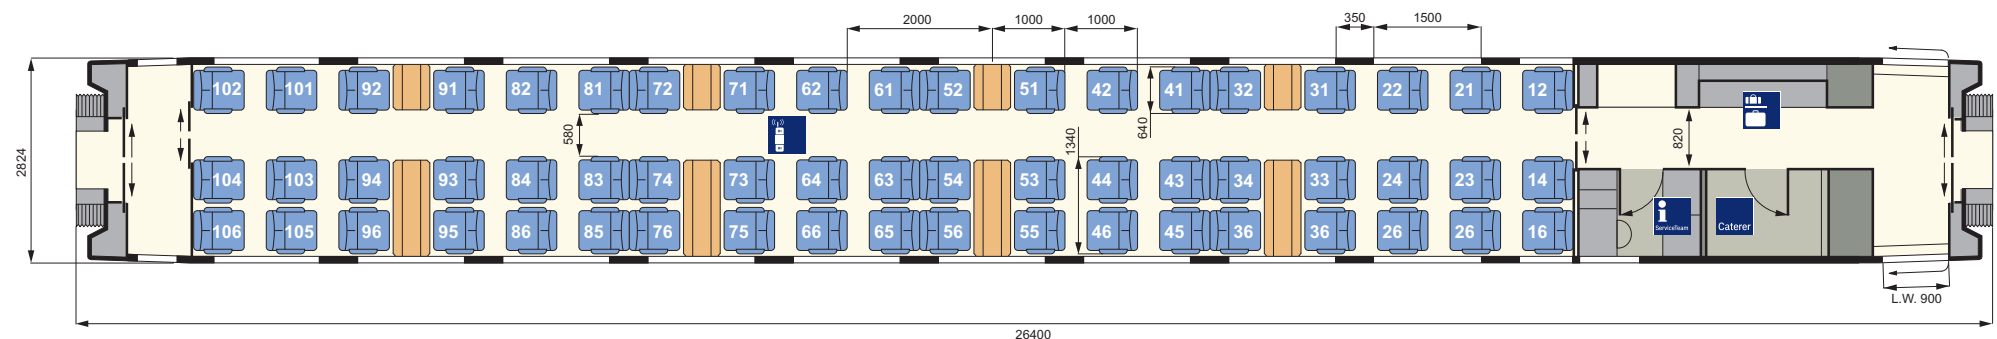 2000 1000 1000 350 1500
102 101 92 91 82 81 72 71 62 61 52 51 42 41 32 31 22 21 12
580 640 1340 820
2824
104 103 94 93 84 83 74 73 64 63 54 53 44 43 34 33 24 23 14
106 105 96 95 86 85 76 75 66 65 56 55 46 45 36 36 26 26 16
i
ServiceTeam
Caterer
L.W. 900
26400